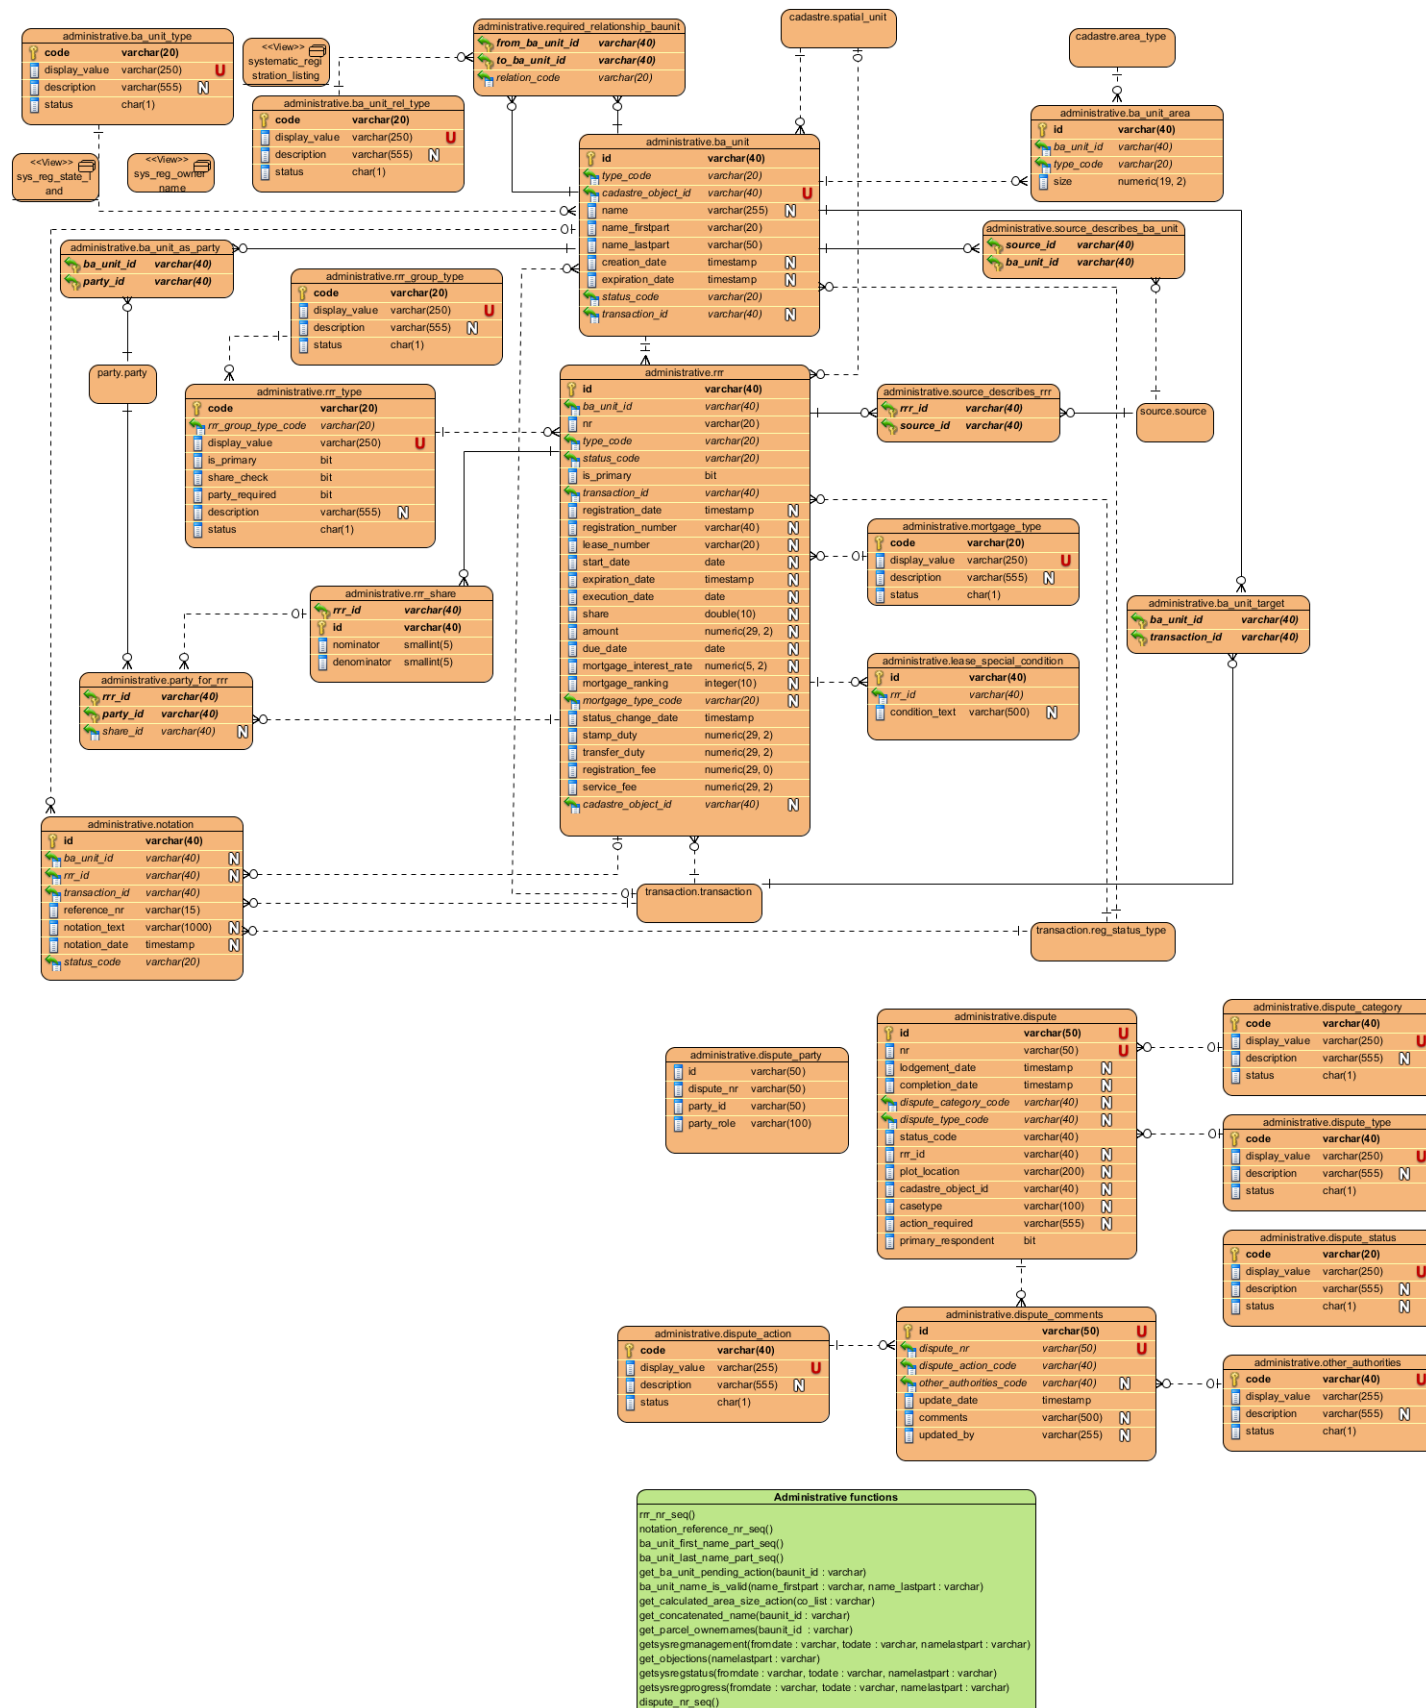 administrative.ba_unit_type
code varchar(20)
display_value varchar(250) U
description varchar(555) N
status char(1)
<<View>>
systematic_regi
stration_listing
administrative.required_relationship_baunit
from_ba_unit_id varchar(40)
to_ba_unit_id varchar(40)
relation_code varchar(20)
cadastre.spatial_unit
cadastre.area_type
administrative.ba_unit_rel_type
code varchar(20)
display_value varchar(250) U
description varchar(555) N
status char(1)
<<View>>
sys_reg_state_l
and
<<View>>
sys_reg_owner_
name
administrative.ba_unit
id varchar(40)
type_code varchar(20)
cadastre_object_id varchar(40) U
name varchar(255) N
name_firstpart varchar(20)
name_lastpart varchar(50)
creation_date timestamp N
expiration_date timestamp N
status_code varchar(20)
transaction_id varchar(40) N
administrative.ba_unit_area
id varchar(40)
ba_unit_id varchar(40)
type_code varchar(20)
size numeric(19, 2)
administrative.ba_unit_as_party
ba_unit_id varchar(40)
party_id varchar(40)
administrative.source_describes_ba_unit
source_id varchar(40)
ba_unit_id varchar(40)
administrative.rrr_group_type
code varchar(20)
display_value varchar(250) U
description varchar(555) N
status char(1)
party.party
administrative.rrr_type
code varchar(20)
rrr_group_type_code varchar(20)
display_value varchar(250) U
is_primary bit
share_check bit
party_required bit
description varchar(555) N
status char(1)
administrative.rrr
id varchar(40)
ba_unit_id varchar(40)
nr varchar(20)
type_code varchar(20)
status_code varchar(20)
is_primary bit
transaction_id varchar(40)
registration_date timestamp N
registration_number varchar(40) N
lease_number varchar(20) N
start_date date N
expiration_date timestamp N
execution_date date N
share double(10) N
amount numeric(29, 2) N
due_date date N
mortgage_interest_rate numeric(5, 2) N
mortgage_ranking integer(10) N
mortgage_type_code varchar(20) N
status_change_date timestamp
stamp_duty numeric(29, 2)
transfer_duty numeric(29, 2)
registration_fee numeric(29, 0)
service_fee numeric(29, 2)
cadastre_object_id varchar(40) N
administrative.source_describes_rrr
rrr_id varchar(40)
source_id varchar(40)
source.source
administrative.mortgage_type
code varchar(20)
display_value varchar(250) U
description varchar(555) N
status char(1)
administrative.rrr_share
rrr_id varchar(40)
id varchar(40)
nominator smallint(5)
denominator smallint(5)
administrative.ba_unit_target
ba_unit_id varchar(40)
transaction_id varchar(40)
administrative.lease_special_condition
id varchar(40)
rrr_id varchar(40)
condition_text varchar(500) N
administrative.party_for_rrr
rrr_id varchar(40)
party_id varchar(40)
share_id varchar(40) N
administrative.notation
id varchar(40)
ba_unit_id varchar(40) N
rrr_id varchar(40) N
transaction_id varchar(40)
reference_nr varchar(15)
notation_text varchar(1000) N
notation_date timestamp N
status_code varchar(20)
transaction.transaction
transaction.reg_status_type
administrative.dispute
id varchar(50) U
nr varchar(50) U
lodgement_date timestamp N
completion_date timestamp N
dispute_category_code varchar(40) N
dispute_type_code varchar(40) N
status_code varchar(40)
rrr_id varchar(40) N
plot_location varchar(200) N
cadastre_object_id varchar(40) N
casetype varchar(100) N
action_required varchar(555) N
primary_respondent bit
administrative.dispute_category
code varchar(40)
display_value varchar(250) U
description varchar(555) N
status char(1)
administrative.dispute_party
id varchar(50)
dispute_nr varchar(50)
party_id varchar(50)
party_role varchar(100)
administrative.dispute_type
code varchar(40)
display_value varchar(250) U
description varchar(555) N
status char(1)
administrative.dispute_status
code varchar(20)
display_value varchar(250) U
description varchar(555) N
status char(1) N
administrative.dispute_comments
id varchar(50) U
dispute_nr varchar(50) U
dispute_action_code varchar(40)
other_authorities_code varchar(40) N
update_date timestamp
comments varchar(500) N
updated_by varchar(255) N
administrative.dispute_action
code varchar(40)
display_value varchar(255) U
description varchar(555) N
status char(1)
administrative.other_authorities
code varchar(40) U
display_value varchar(255)
description varchar(555) N
status char(1)
Administrative functions
rrr_nr_seq()
notation_reference_nr_seq()
ba_unit_first_name_part_seq()
ba_unit_last_name_part_seq()
get_ba_unit_pending_action(baunit_id : varchar)
ba_unit_name_is_valid(name_firstpart : varchar, name_lastpart : varchar)
get_calculated_area_size_action(co_list : varchar)
get_concatenated_name(baunit_id : varchar)
get_parcel_ownernames(baunit_id : varchar)
getsysregmanagement(fromdate : varchar, todate : varchar, namelastpart : varchar)
get_objections(namelastpart : varchar)
getsysregstatus(fromdate : varchar, todate : varchar, namelastpart : varchar)
getsysregprogress(fromdate : varchar, todate : varchar, namelastpart : varchar)
dispute_nr_seq()